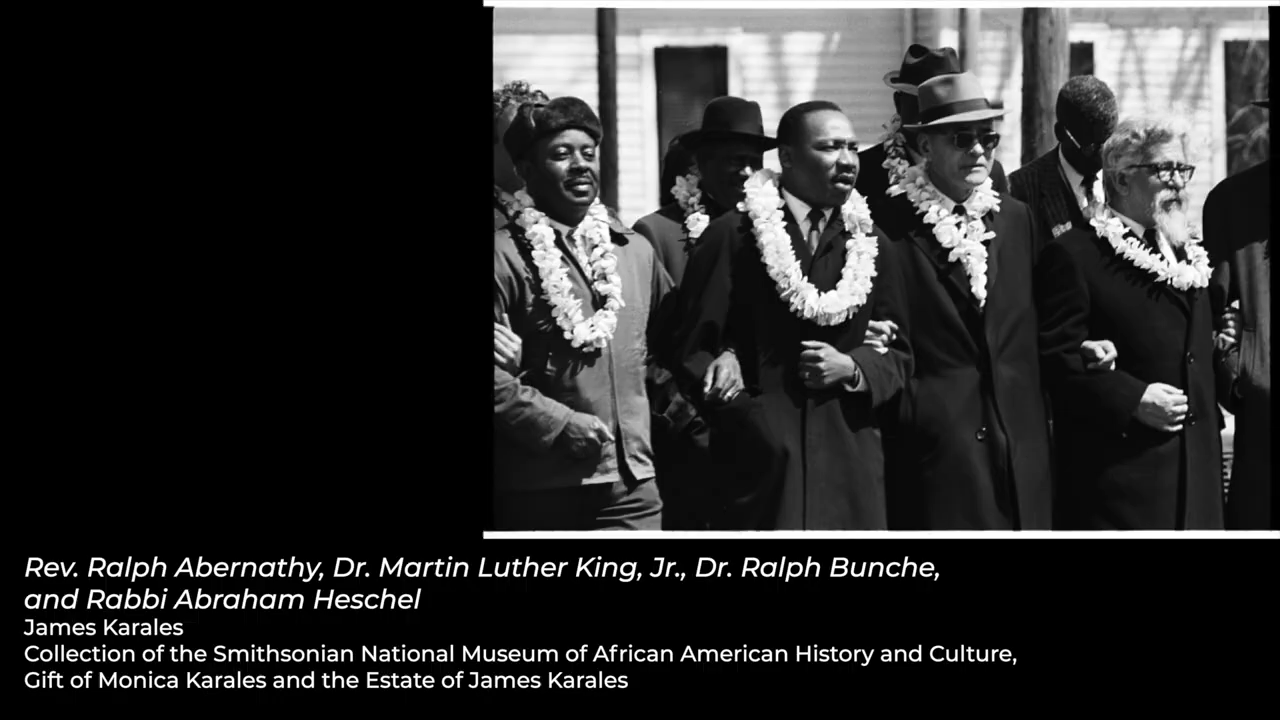 Rev. Ralph Abernathy, Dr. Martin Luther King, Jr., Dr. Ralph Bunche,
and Rabbi Abraham Heschel
James Karales
Collection of the Smithsonian National Museum of African American History and Culture,
Gift of Monica Karales and the Estate of James Karales